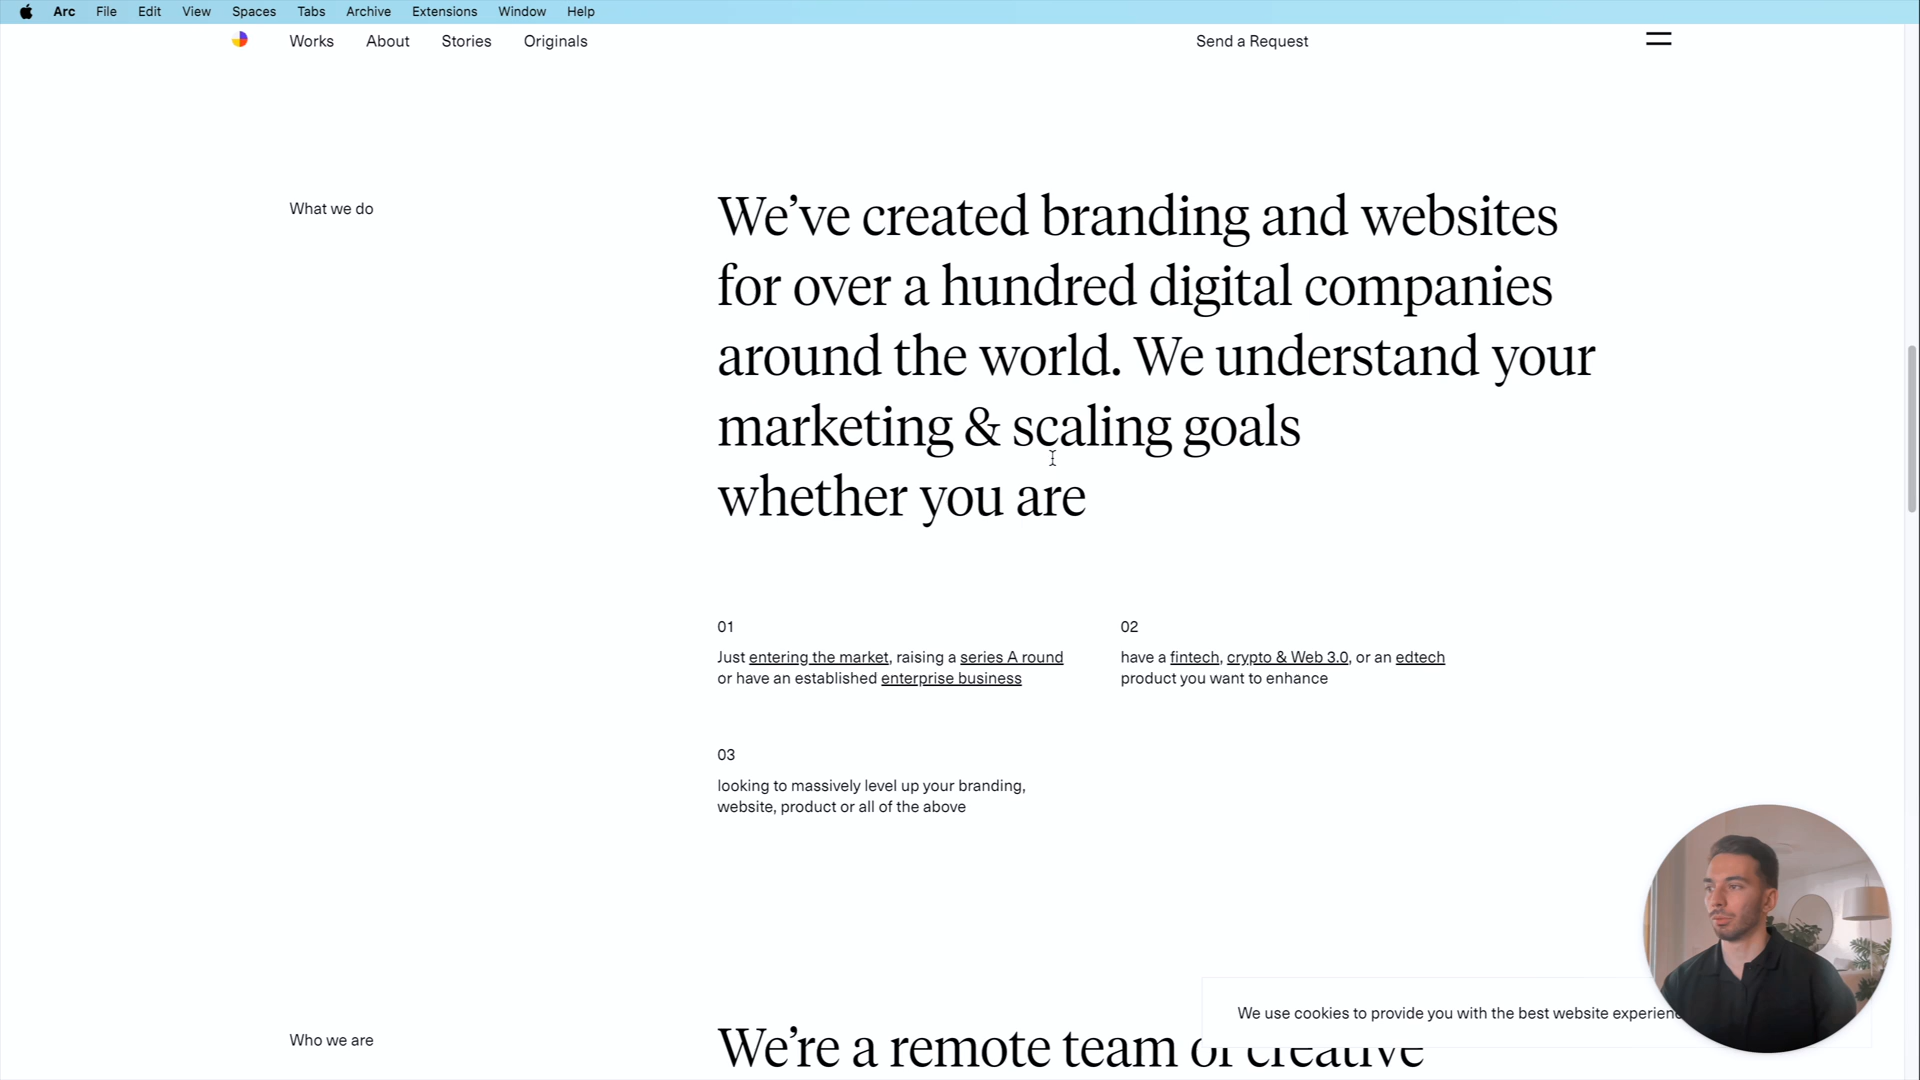 Arc File Edit View Spaces Tabs Archive Extensions Window Help
Works About Stories Originals Send a Request
What we do
We’ve created branding and websites
for over a hundred digital companies
around the world. We understand your
marketing & scaling goals
whether you are
01
Just entering the market, raising a series A round
or have an established enterprise business
02
have a fintech, crypto & Web 3.0, or an edtech
product you want to enhance
03
looking to massively level up your branding,
website, product or all of the above
Who we are
We’re a remote team of creative
We use cookies to provide you with the best website